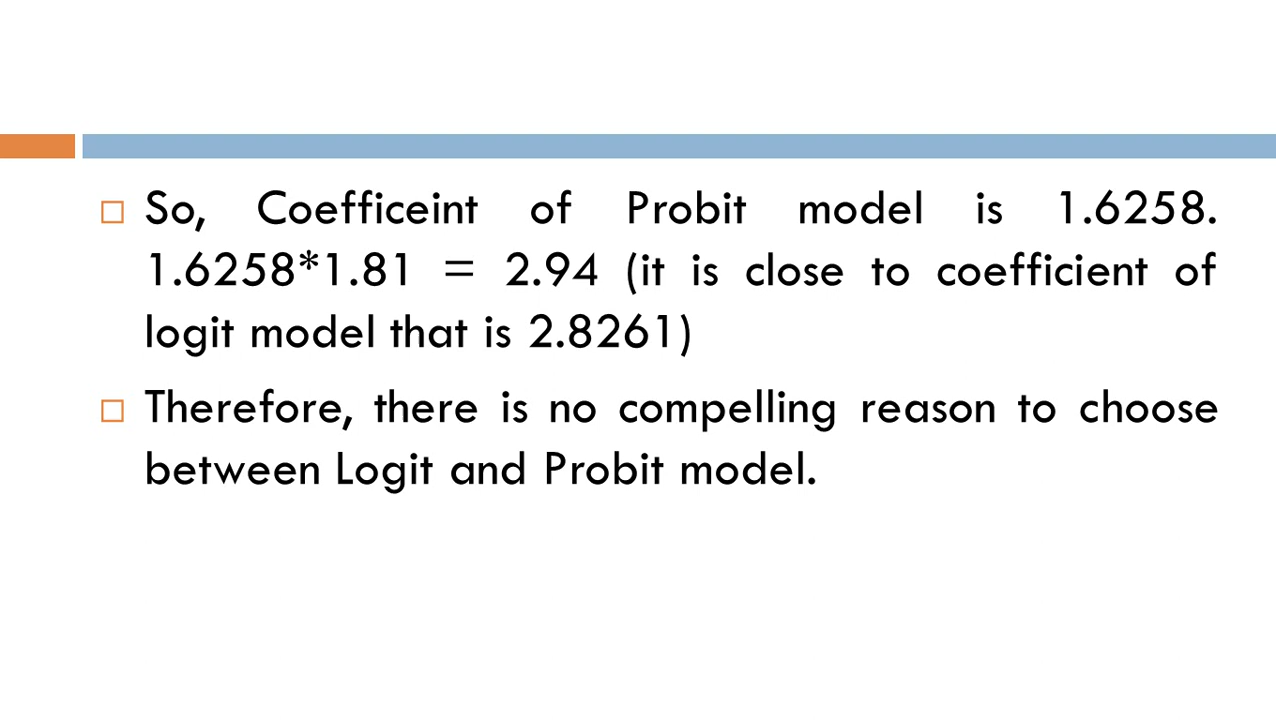 So, Coefficeint of Probit model is 1.6258.
1.6258*1.81 = 2.94 (it is close to coefficient of
logit model that is 2.8261)
Therefore, there is no compelling reason to choose
between Logit and Probit model.